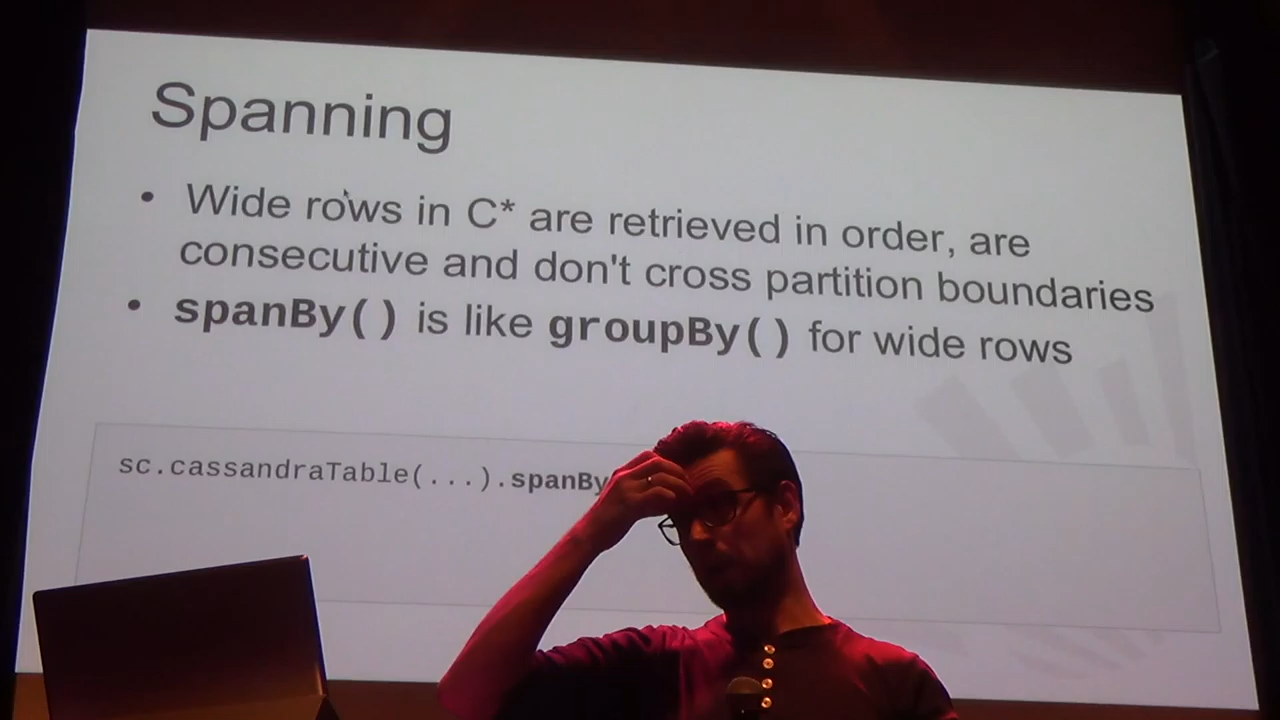 Spanning
• Wide rows in C* are retrieved in order, are
consecutive and don't cross partition boundaries
• spanBy() is like groupBy() for wide rows
sc.cassandraTable(...).spanBy